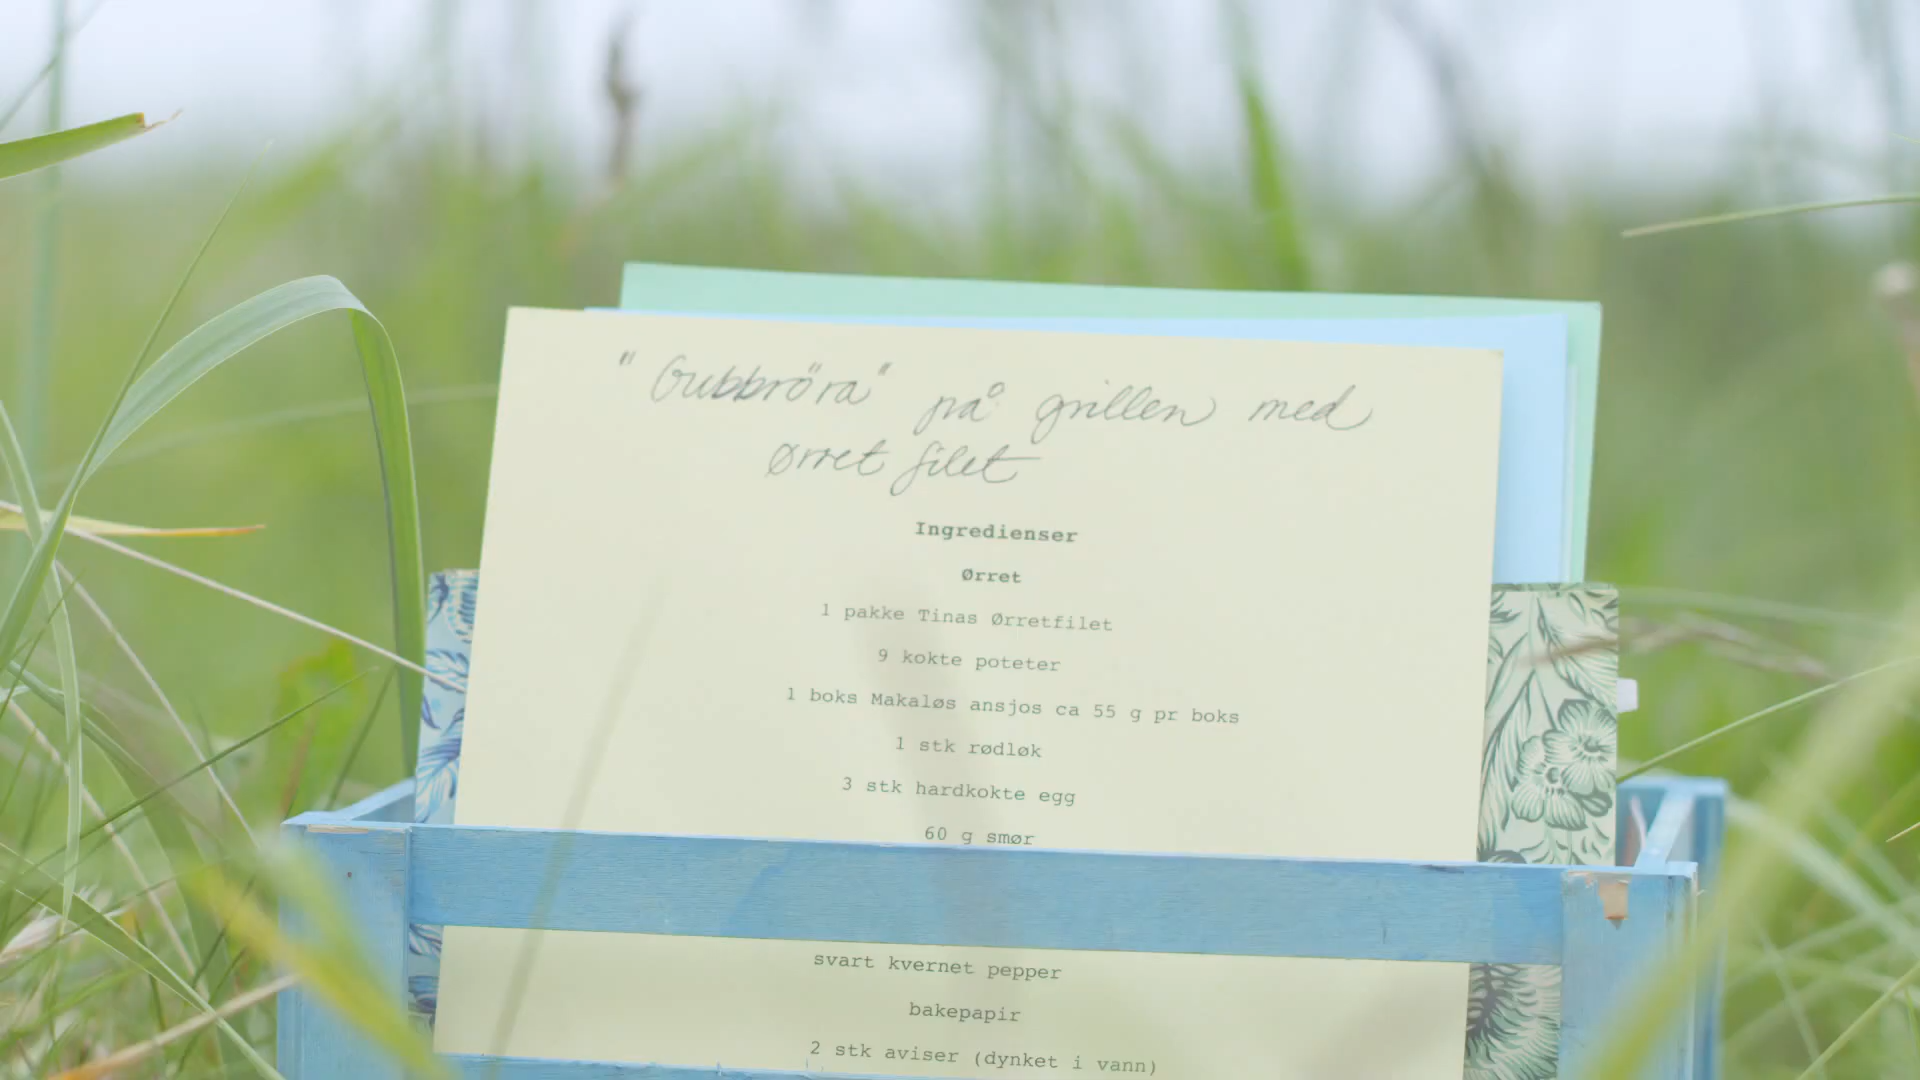 "Gubbröra" på grillen med
Ørret filet
Ingredienser
Ørret
1 pakke Tinas Ørretfilet
9 kokte poteter
1 boks Makaløs ansjos ca 55 g pr boks
1 stk rødløk
3 stk hardkokte egg
60 g smør
svart kvernet pepper
bakepapir
2 stk aviser (dynket i vann)